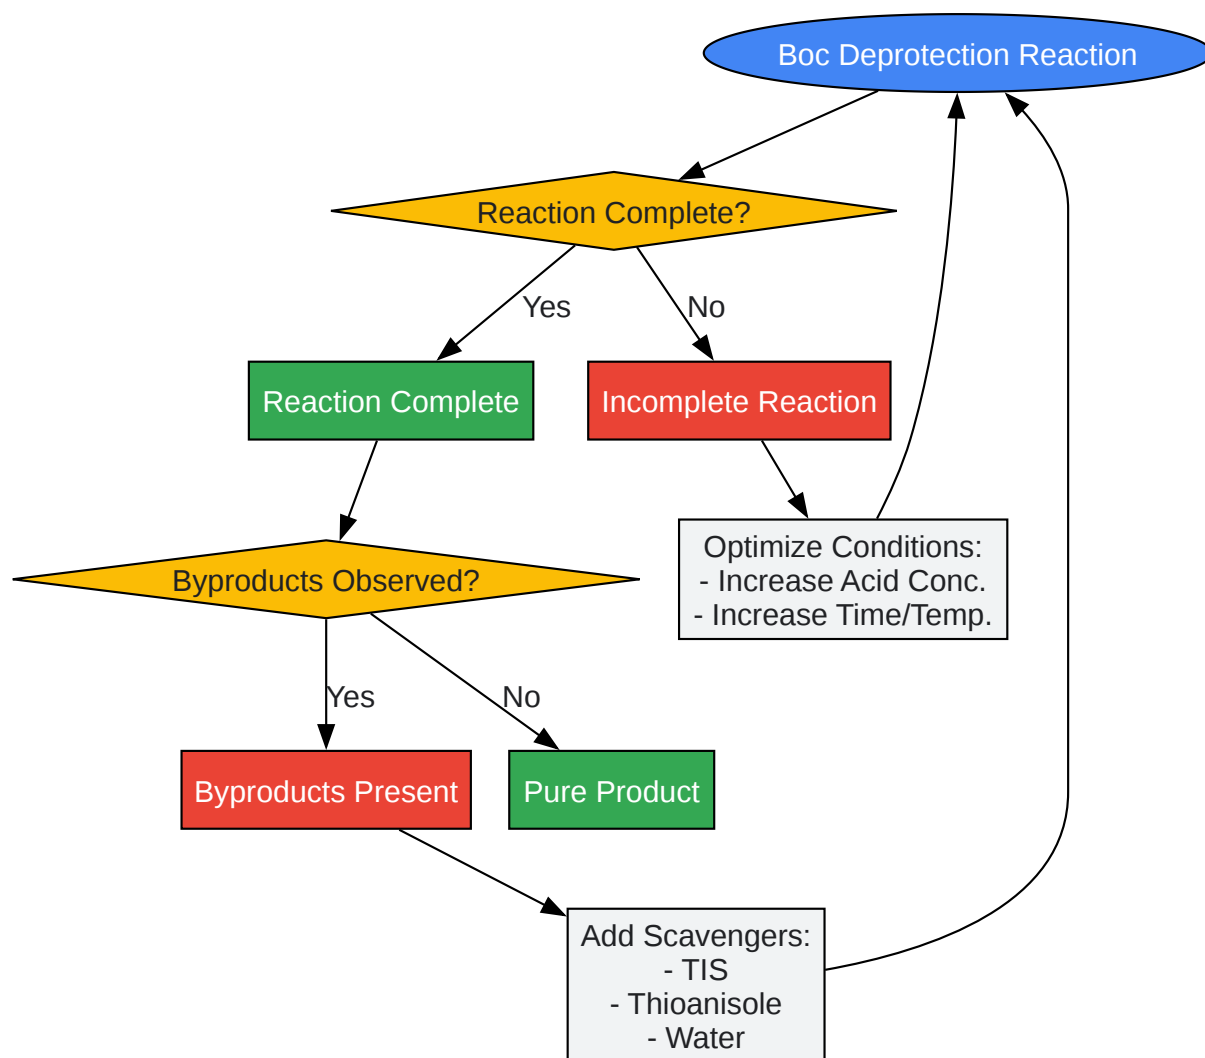 Boc Deprotection Reaction
Reaction Complete?
Yes
No
Reaction Complete
Incomplete Reaction
Optimize Conditions:
- Increase Acid Conc.
- Increase Time/Temp.
Byproducts Observed?
Yes
No
Byproducts Present
Pure Product
Add Scavengers:
- TIS
- Thioanisole
- Water